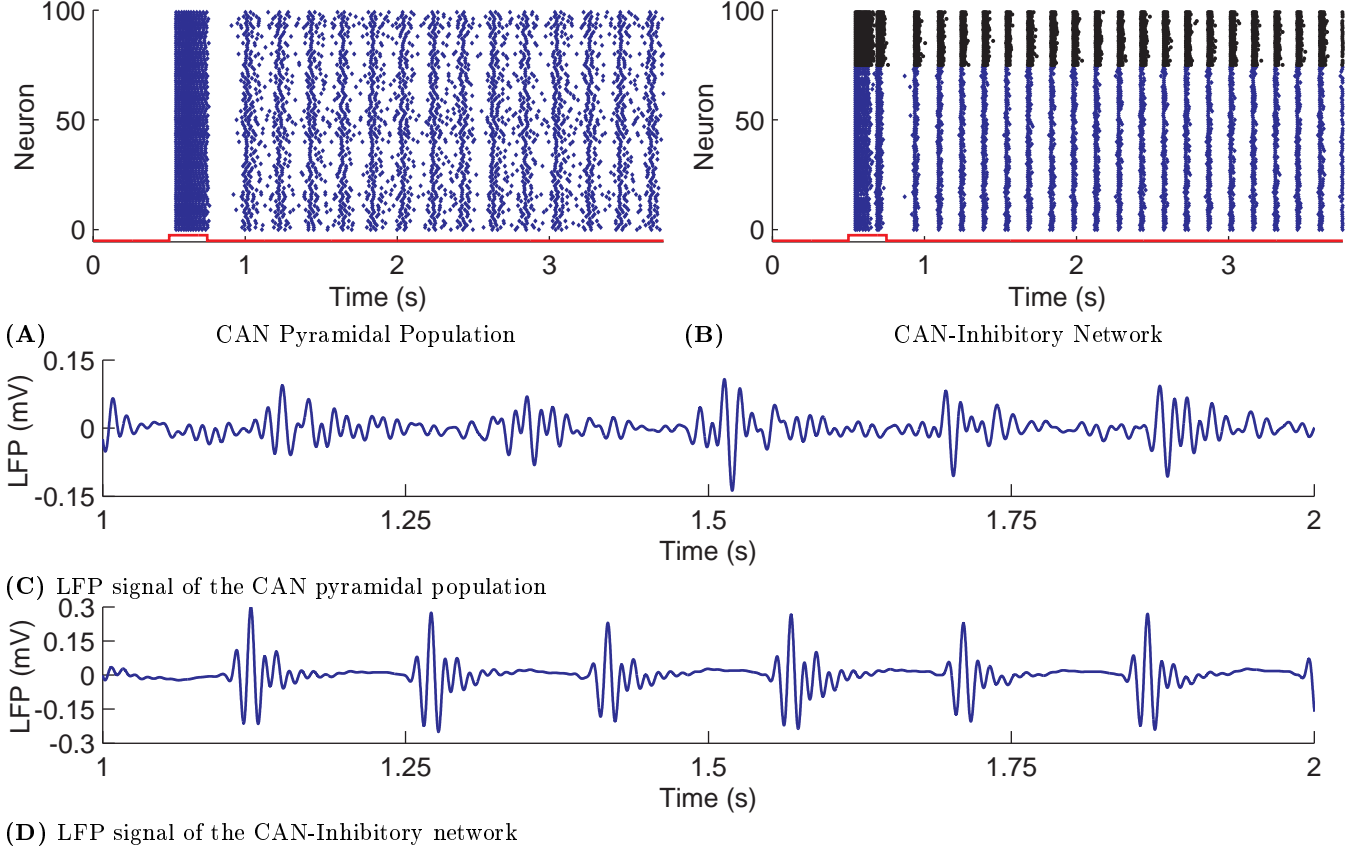 100
50
0
Neuron
0 1 2 3
Time (s)
(A) CAN Pyramidal Population
100
50
0
Neuron
0 1 2 3
Time (s)
(B) CAN-Inhibitory Network
0.15
0
-0.15
LFP (mV)
1 1.25 1.5 1.75 2
Time (s)
(C) LFP signal of the CAN pyramidal population
0.3
0.15
0
-0.15
-0.3
LFP (mV)
1 1.25 1.5 1.75 2
Time (s)
(D) LFP signal of the CAN-Inhibitory network